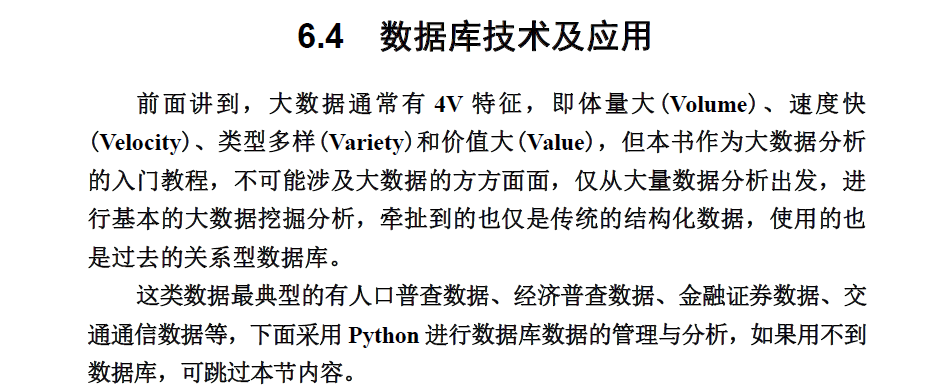 6.4 数据库技术及应用
前面讲到，大数据通常有 4V 特征，即体量大(Volume)、速度快
(Velocity)、类型多样(Variety)和价值大(Value)，但本书作为大数据分析
的入门教程，不可能涉及大数据的方方面面，仅从大量数据分析出发，进
行基本的大数据挖掘分析，牵扯到的也仅是传统的结构化数据，使用的也
是过去的关系型数据库。
这类数据最典型的有人口普查数据、经济普查数据、金融证券数据、交
通通信数据等，下面采用 Python 进行数据库数据的管理与分析，如果用不到
数据库，可跳过本节内容。